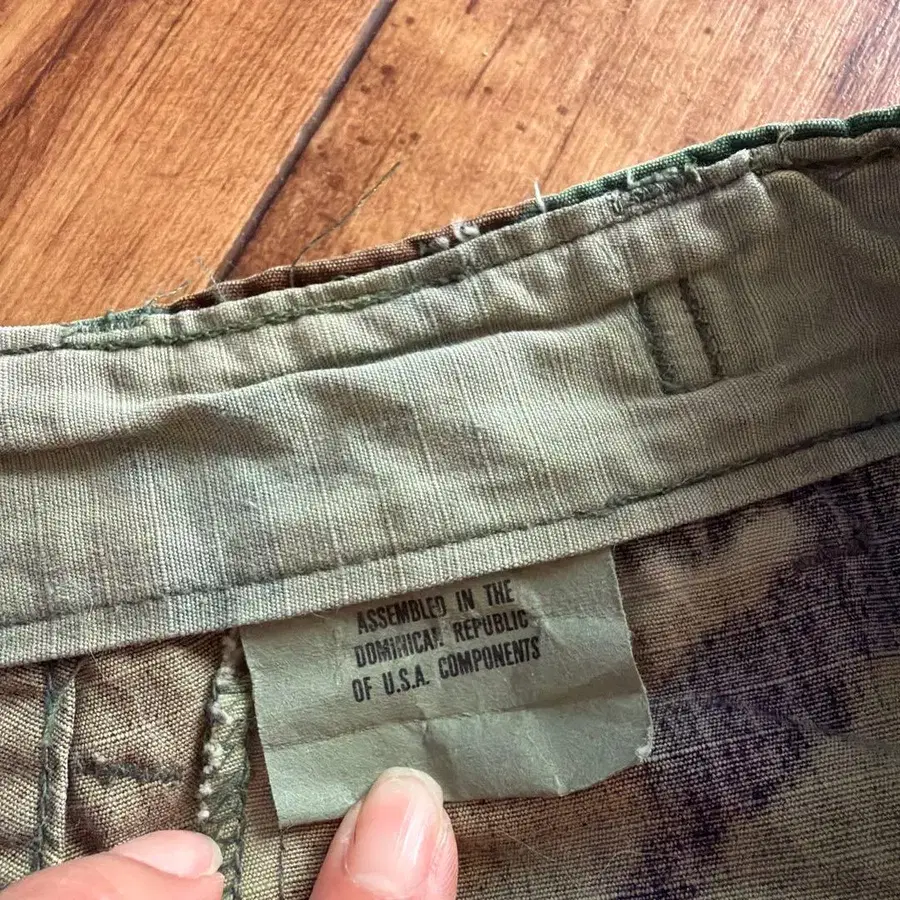 ASSEMBLED IN THE
DOMINICAN REPUBLIC
OF U.S.A. COMPONENTS